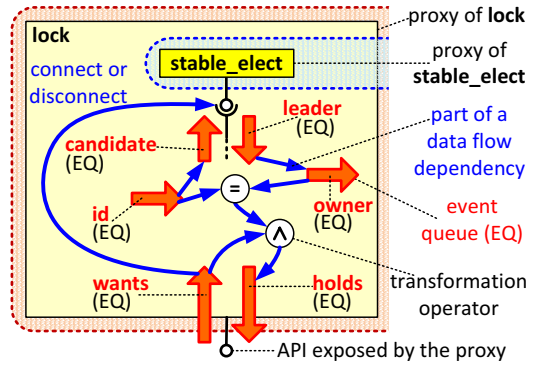 proxy of lock
lock
stable_elect
proxy of
stable_elect
connect or
disconnect
leader
(EQ)
candidate
(EQ)
part of a
data flow
dependency
=
id
(EQ)
owner
(EQ)
event
queue (EQ)
∧
wants
(EQ)
holds
(EQ)
transformation
operator
API exposed by the proxy